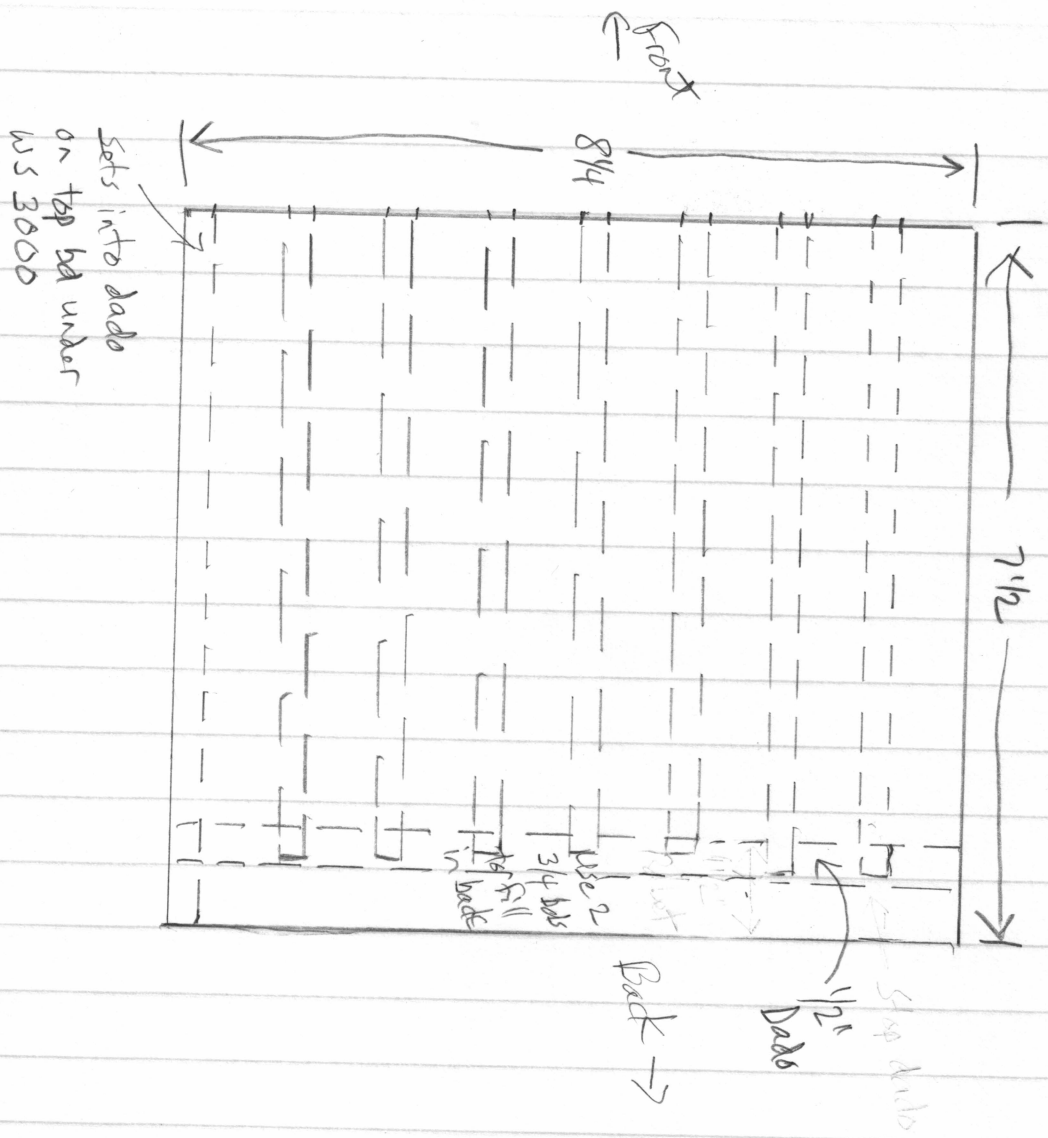 ← Front
8 1/4
7 1/2
Sets into dado
on top bd under
WS 3000
Use 2
3/4 bds
to fill
in back
1/2"
Dado
Stop dado
Back →